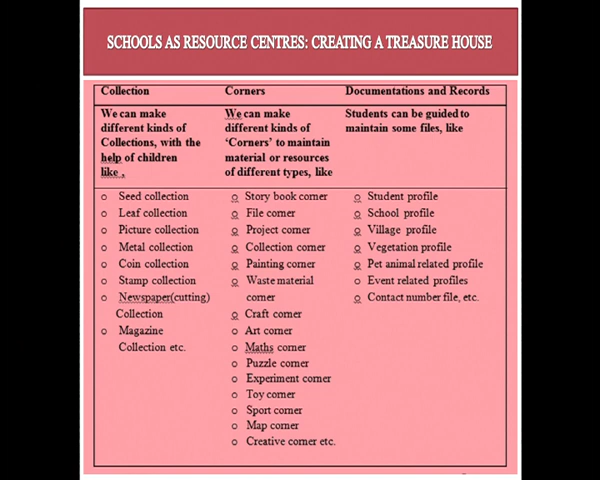 SCHOOLS AS RESOURCE CENTRES: CREATING A TREASURE HOUSE
Collection
We can make
different kinds of
Collections, with the
help of children
like ,
o Seed collection
o Leaf collection
o Picture collection
o Metal collection
o Coin collection
o Stamp collection
o Newspaper(cutting)
Collection
o Magazine
Collection etc.
Corners
We can make
different kinds of
‘Corners’ to maintain
material or resources
of different types, like
o Story book corner
o File corner
o Project corner
o Collection corner
o Painting corner
o Waste material
corner
o Craft corner
o Art corner
o Maths corner
o Puzzle corner
o Experiment corner
o Toy corner
o Sport corner
o Map corner
o Creative corner etc.
Documentations and Records
Students can be guided to
maintain some files, like
o Student profile
o School profile
o Village profile
o Vegetation profile
o Pet animal related profile
o Event related profiles
o Contact number file, etc.